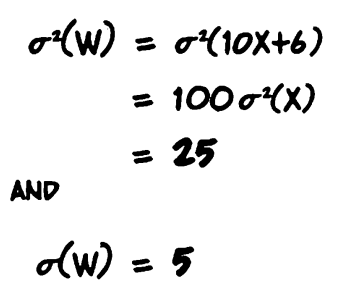 σ²(W) = σ²(10X+6)
= 100σ²(X)
= 25
AND
σ(W) = 5